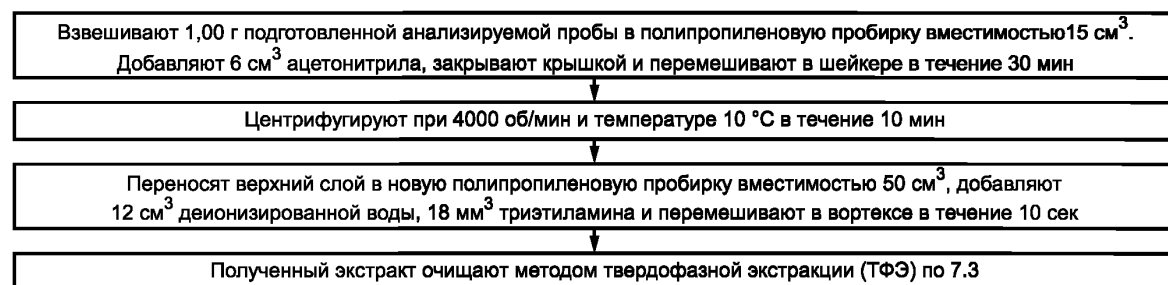 Взвешивают 1,00 г подготовленной анализируемой пробы в полипропиленовую пробирку вместимостью15 см³.
Добавляют 6 см³ ацетонитрила, закрывают крышкой и перемешивают в шейкере в течение 30 мин
Центрифугируют при 4000 об/мин и температуре 10 °С в течение 10 мин
Переносят верхний слой в новую полипропиленовую пробирку вместимостью 50 см³, добавляют
12 см³ деионизированной воды, 18 мм³ триэтиламина и перемешивают в вортексе в течение 10 сек
Полученный экстракт очищают методом твердофазной экстракции (ТФЭ) по 7.3